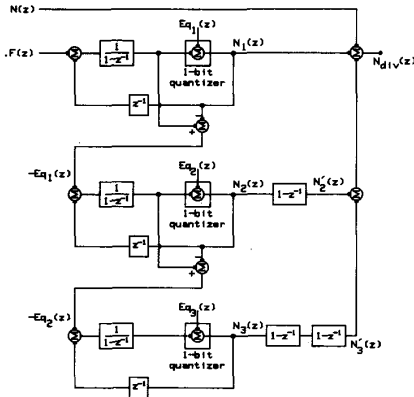 N(z)
.F(z)
1
1-z⁻¹
Eq₁(z)
Σ
1-bit
quantizer
N₁(z)
Σ
N_div(z)
z⁻¹
-
+
Σ
-Eq₁(z)
Σ
1
1-z⁻¹
Eq₂(z)
Σ
1-bit
quantizer
N₂(z)
1-z⁻¹
N₂′(z)
Σ
z⁻¹
-
+
Σ
-Eq₂(z)
Σ
1
1-z⁻¹
Eq₃(z)
Σ
1-bit
quantizer
N₃(z)
1-z⁻¹
1-z⁻¹
N₃′(z)
z⁻¹